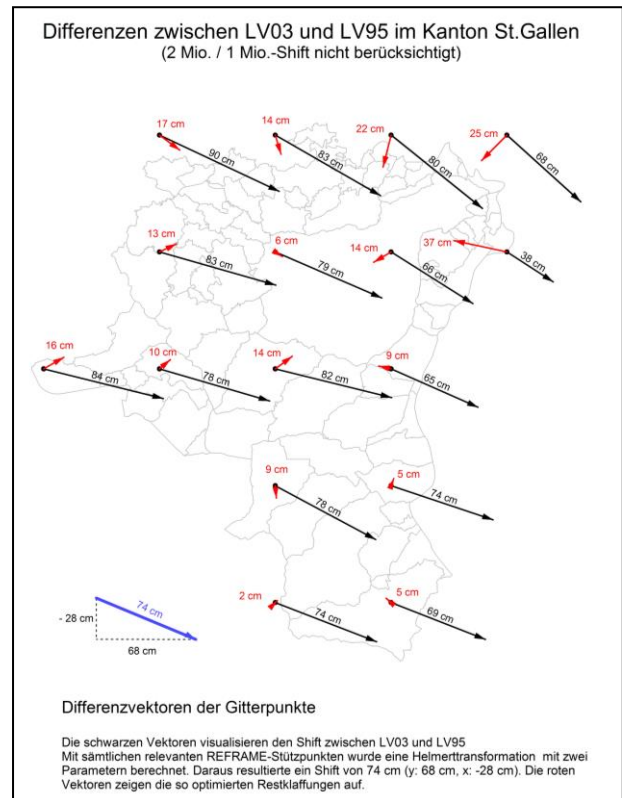 Differenzen zwischen LV03 und LV95 im Kanton St.Gallen
(2 Mio. / 1 Mio.-Shift nicht berücksichtigt)
17 cm
14 cm
22 cm
25 cm
90 cm
83 cm
80 cm
68 cm
13 cm
6 cm
14 cm
37 cm
83 cm
79 cm
66 cm
38 cm
16 cm
10 cm
14 cm
9 cm
84 cm
78 cm
82 cm
65 cm
9 cm
5 cm
78 cm
74 cm
2 cm
5 cm
74 cm
69 cm
74 cm
- 28 cm
68 cm
Differenzvektoren der Gitterpunkte
Die schwarzen Vektoren visualisieren den Shift zwischen LV03 und LV95
Mit sämtlichen relevanten REFRAME-Stützpunkten wurde eine Helmerttransformation mit zwei
Parametern berechnet. Daraus resultierte ein Shift von 74 cm (y: 68 cm, x: -28 cm). Die roten
Vektoren zeigen die so optimierten Restklaffungen auf.